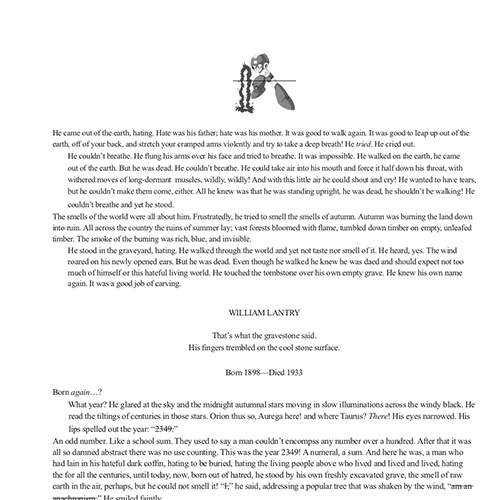 He came out of the earth, hating. Hate was his father; hate was his mother. It was good to walk again. It was good to leap up out of the
earth, off of your back, and stretch your cramped arms violently and try to take a deep breath! He tried. He cried out.
He couldn't breathe. He flung his arms over his face and tried to breathe. It was impossible. He walked on the earth, he came
out of the earth. But he was dead. He couldn't breathe. He could take air into his mouth and force it half down his throat, with
withered moves of long-dormant muscles, wildly, wildly! And with this little air he could shout and cry! He wanted to have tears,
but he couldn't make them come, either. All he knew was that he was standing upright, he was dead, he shouldn't be walking! He
couldn't breathe and yet he stood.
The smells of the world were all about him. Frustratedly, he tried to smell the smells of autumn. Autumn was burning the land down
into ruin. All across the country the ruins of summer lay; vast forests bloomed with flame, tumbled down timber on empty, unleafed
timber. The smoke of the burning was rich, blue, and invisible.
He stood in the graveyard, hating. He walked through the world and yet not taste nor smell of it. He heard, yes. The wind
roared on his newly opened ears. But he was dead. Even though he walked he knew he was daed and should expect not too
much of himself or this hateful living world. He touched the tombstone over his own empty grave. He knew his own name
again. It was a good job of carving.
WILLIAM LANTRY
That's what the gravestone said.
His fingers trembled on the cool stone surface.
Born 1898—Died 1933
Born again…?
What year? He glared at the sky and the midnight autumnal stars moving in slow illuminations across the windy black. He
read the tiltings of centuries in those stars. Orion thus so, Aurega here! and where Taurus? There! His eyes narrowed. His
lips spelled out the year: "2349."
An odd number. Like a school sum. They used to say a man couldn't encompss any number over a hundred. After that it was
all so damned abstract there was no use counting. This was the year 2349! A numeral, a sum. And here he was, a man who
had lain in his hateful dark coffin, hating to be buried, hating the living people above who lived and lived and lived, hating
the for all the centuries, until today, now, born out of hatred, he stood by his own freshly excavated grave, the smell of raw
earth in the air, perhaps, but he could not smell it! "I," he said, addressing a popular tree that was shaken by the wind, "am an
anachronism." He smiled faintly.